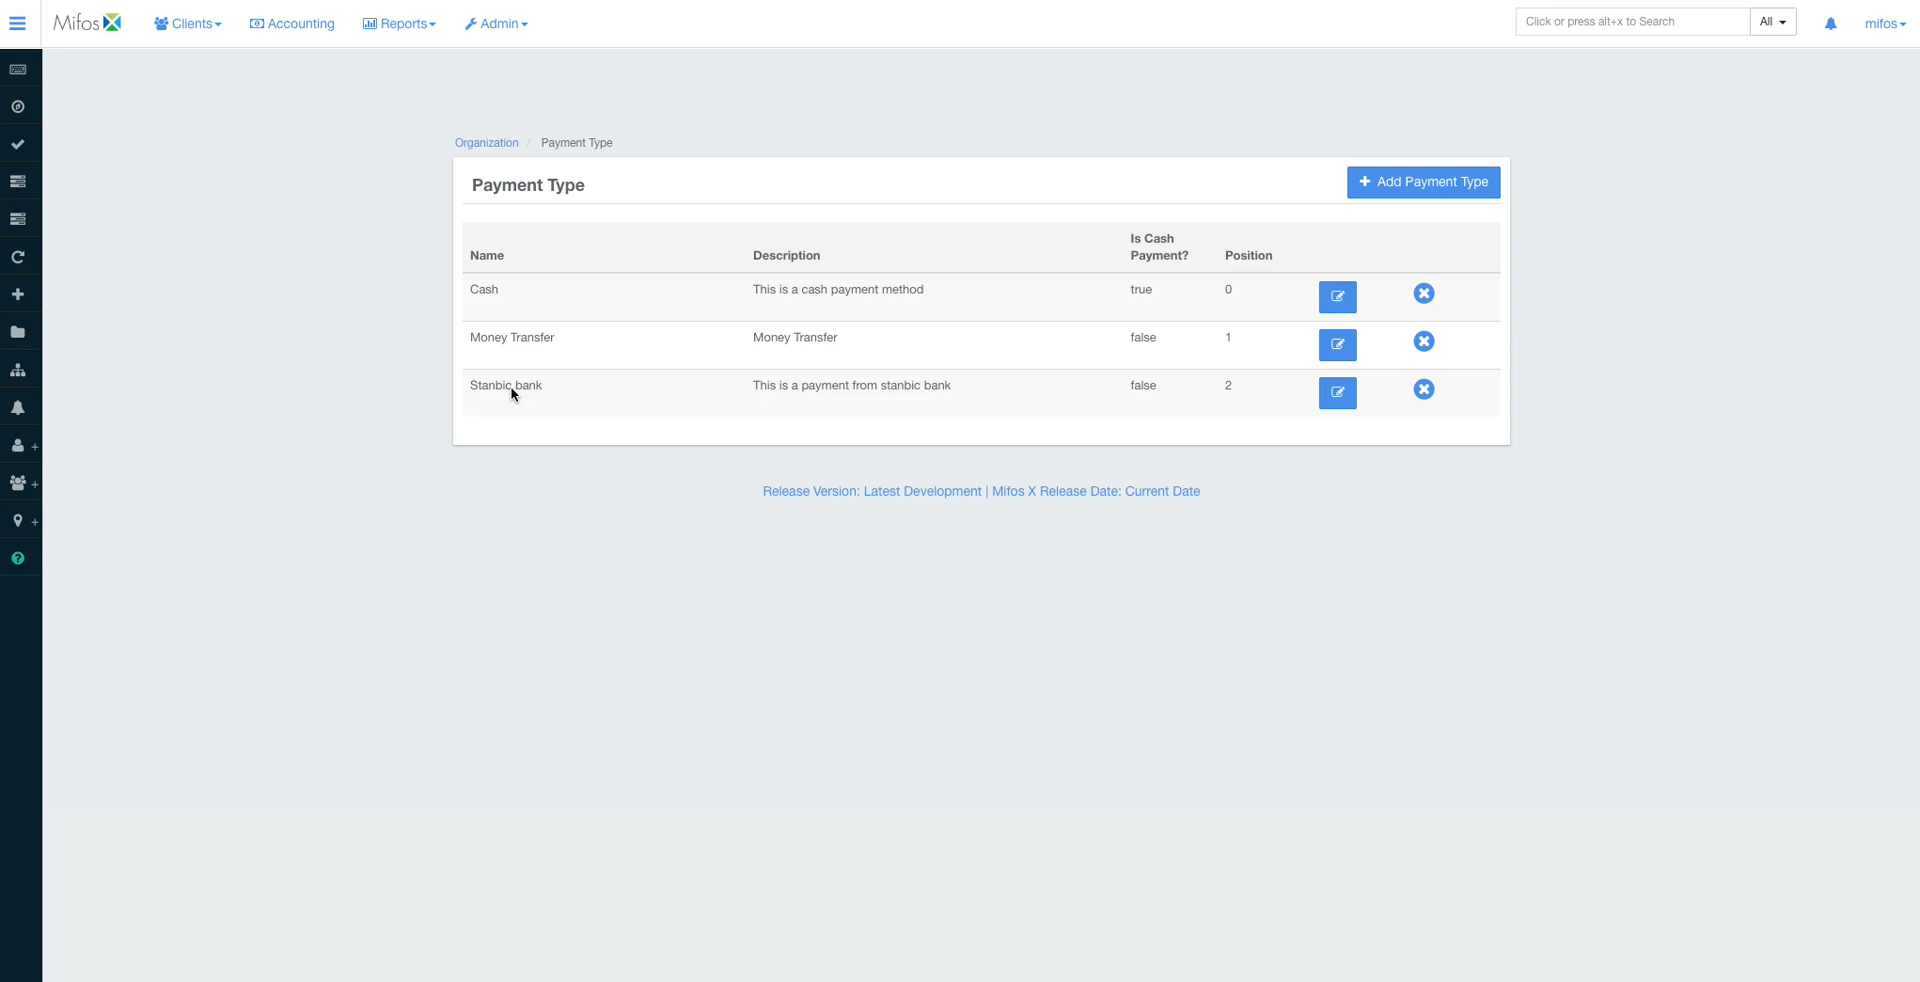 Mifos Clients Accounting Reports Admin Click or press alt+x to Search All mifos
Organization / Payment Type
Payment Type + Add Payment Type
Name Description Is Cash Payment? Position
Cash This is a cash payment method true 0
Money Transfer Money Transfer false 1
Stanbic bank This is a payment from stanbic bank false 2
Release Version: Latest Development | Mifos X Release Date: Current Date